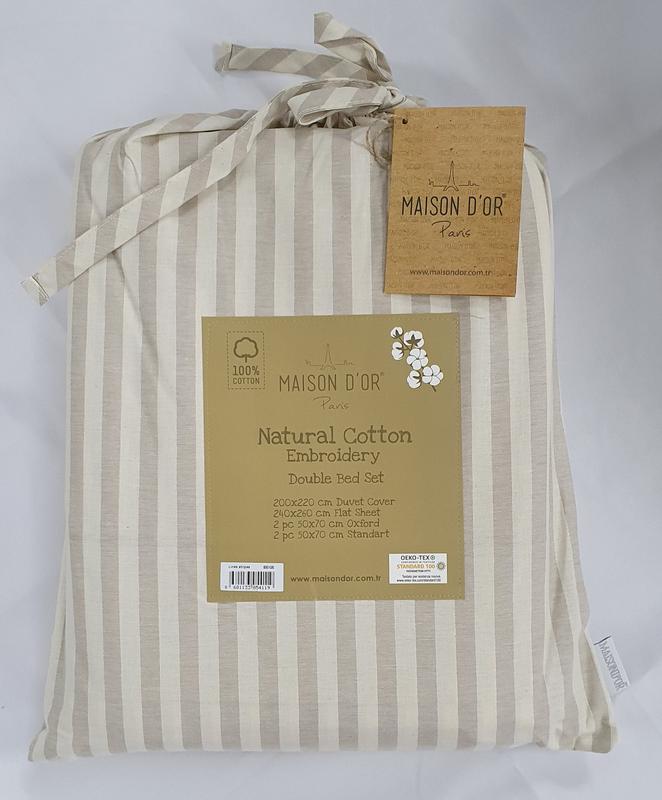 MAISON D'OR®
Paris
www.maisondor.com.tr
100%
COTTON
MAISON D'OR®
Paris
Natural Cotton
Embroidery
Double Bed Set
200x220 cm Duvet Cover
240x260 cm Flat Sheet
2 pc 50x70 cm Oxford
2 pc 50x70 cm Standart
www.maisondor.com.tr
OEKO-TEX®
STANDARD 100
MAISOND'OR